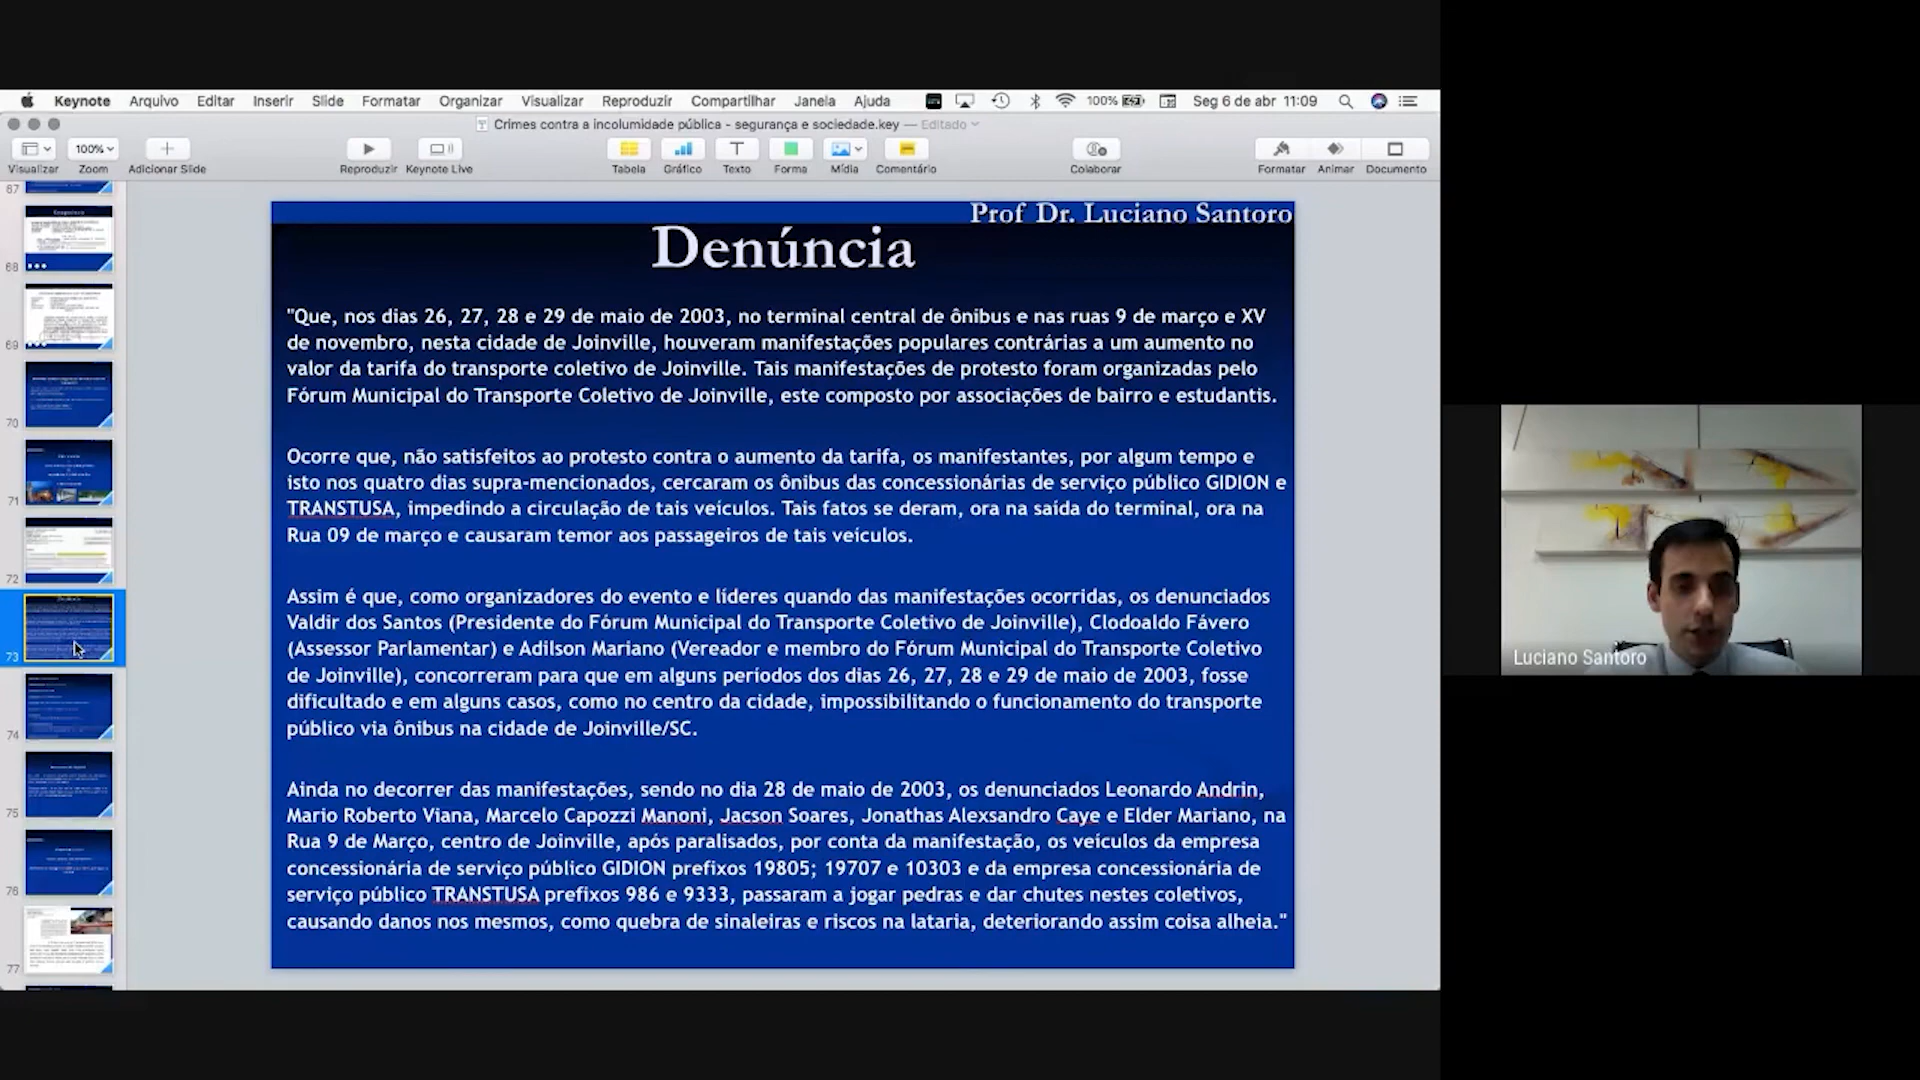 Keynote Arquivo Editar Inserir Slide Formatar Organizar Visualizar Reproduzir Compartilhar Janela Ajuda 100% Seg 6 de abr 11:09
Crimes contra a incolumidade pública - segurança e sociedade.key — Editado
100%
Visualizar Zoom Adicionar Slide Reproduzir Keynote Live Tabela Gráfico Texto Forma Mídia Comentário Colaborar Formatar Animar Documento
67
68
69
70
71
72
73
74
75
76
77
Prof Dr. Luciano Santoro
Denúncia
"Que, nos dias 26, 27, 28 e 29 de maio de 2003, no terminal central de ônibus e nas ruas 9 de março e XV
de novembro, nesta cidade de Joinville, houveram manifestações populares contrárias a um aumento no
valor da tarifa do transporte coletivo de Joinville. Tais manifestações de protesto foram organizadas pelo
Fórum Municipal do Transporte Coletivo de Joinville, este composto por associações de bairro e estudantis.
Ocorre que, não satisfeitos ao protesto contra o aumento da tarifa, os manifestantes, por algum tempo e
isto nos quatro dias supra-mencionados, cercaram os ônibus das concessionárias de serviço público GIDION e
TRANSTUSA, impedindo a circulação de tais veículos. Tais fatos se deram, ora na saída do terminal, ora na
Rua 09 de março e causaram temor aos passageiros de tais veículos.
Assim é que, como organizadores do evento e líderes quando das manifestações ocorridas, os denunciados
Valdir dos Santos (Presidente do Fórum Municipal do Transporte Coletivo de Joinville), Clodoaldo Fávero
(Assessor Parlamentar) e Adilson Mariano (Vereador e membro do Fórum Municipal do Transporte Coletivo
de Joinville), concorreram para que em alguns períodos dos dias 26, 27, 28 e 29 de maio de 2003, fosse
dificultado e em alguns casos, como no centro da cidade, impossibilitando o funcionamento do transporte
público via ônibus na cidade de Joinville/SC.
Ainda no decorrer das manifestações, sendo no dia 28 de maio de 2003, os denunciados Leonardo Andrin,
Mario Roberto Viana, Marcelo Capozzi Manoni, Jacson Soares, Jonathas Alexsandro Caye e Elder Mariano, na
Rua 9 de Março, centro de Joinville, após paralisados, por conta da manifestação, os veículos da empresa
concessionária de serviço público GIDION prefixos 19805; 19707 e 10303 e da empresa concessionária de
serviço público TRANSTUSA prefixos 986 e 9333, passaram a jogar pedras e dar chutes nestes coletivos,
causando danos nos mesmos, como quebra de sinaleiras e riscos na lataria, deteriorando assim coisa alheia."
Luciano Santoro